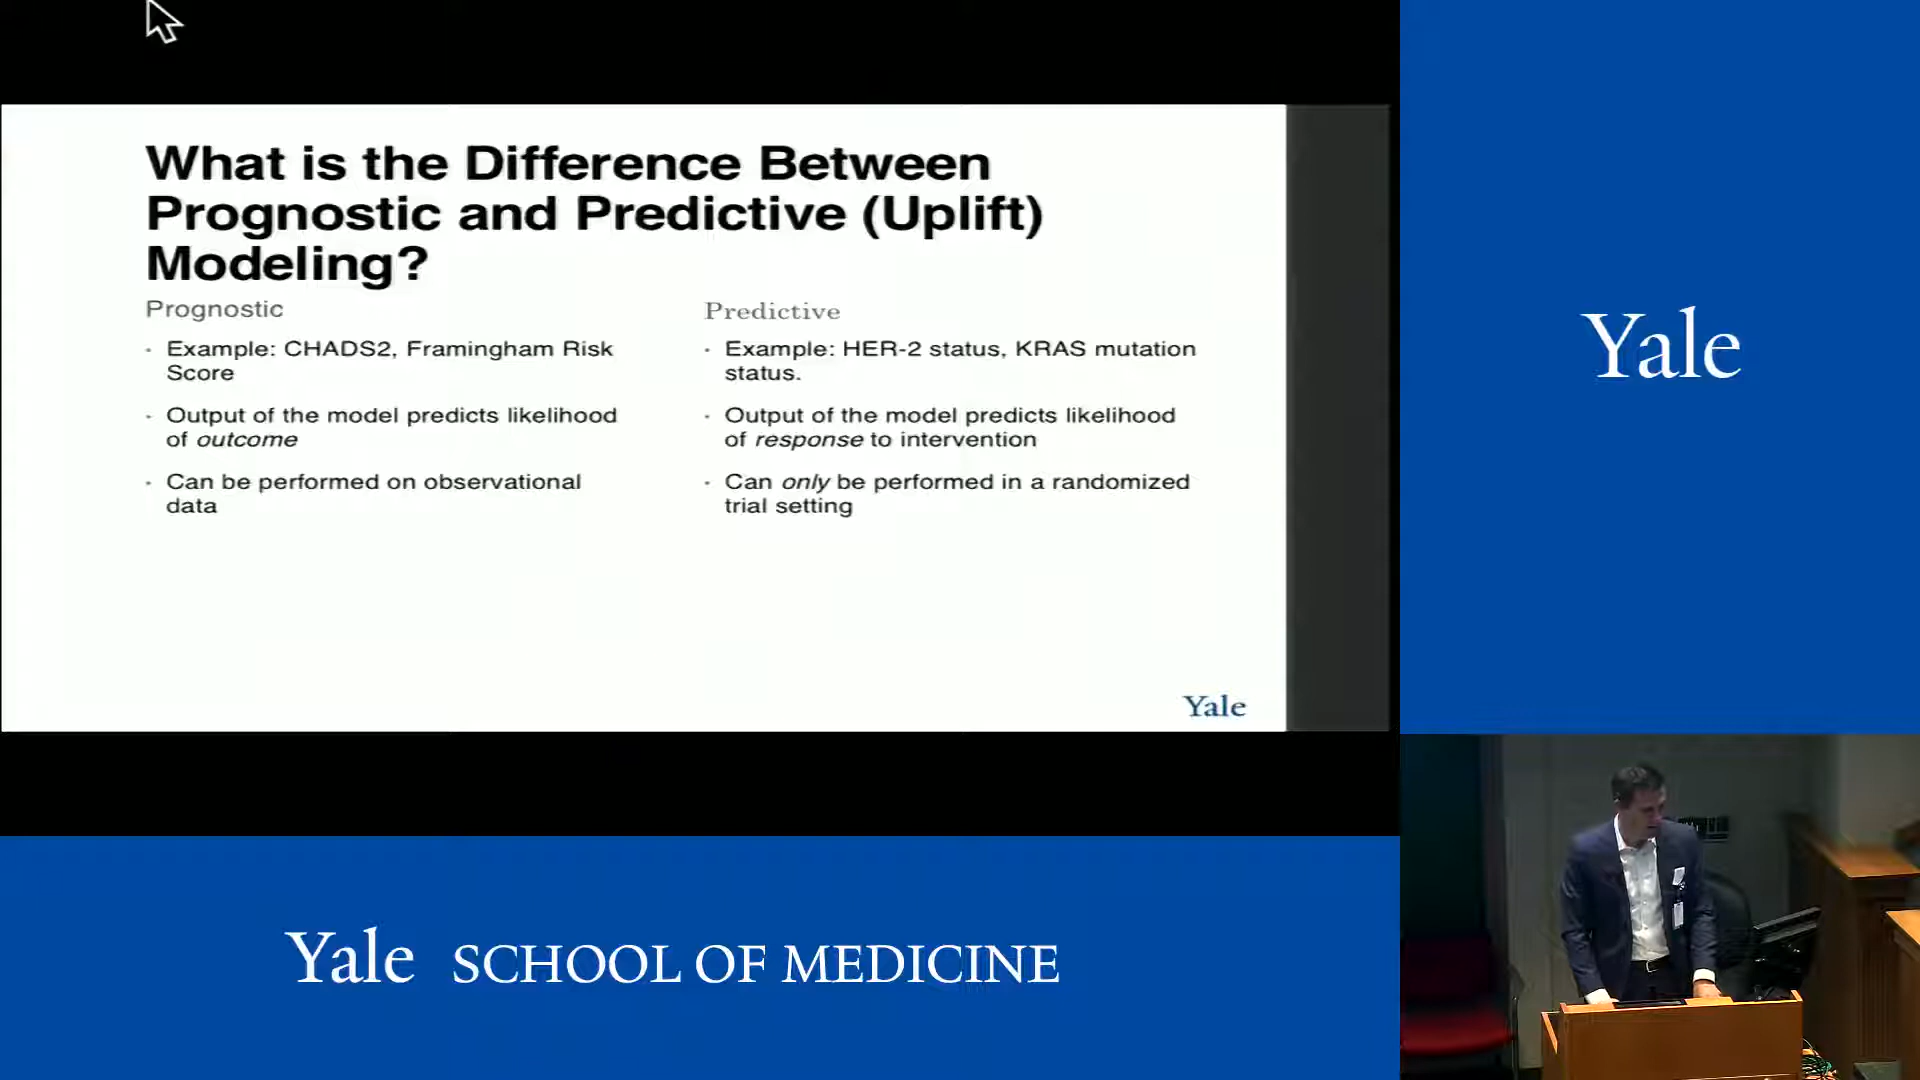 What is the Difference Between
Prognostic and Predictive (Uplift)
Modeling?
Prognostic
· Example: CHADS2, Framingham Risk
Score
· Output of the model predicts likelihood
of outcome
· Can be performed on observational
data
Predictive
· Example: HER-2 status, KRAS mutation
status.
· Output of the model predicts likelihood
of response to intervention
· Can only be performed in a randomized
trial setting
Yale
Yale
Yale SCHOOL OF MEDICINE